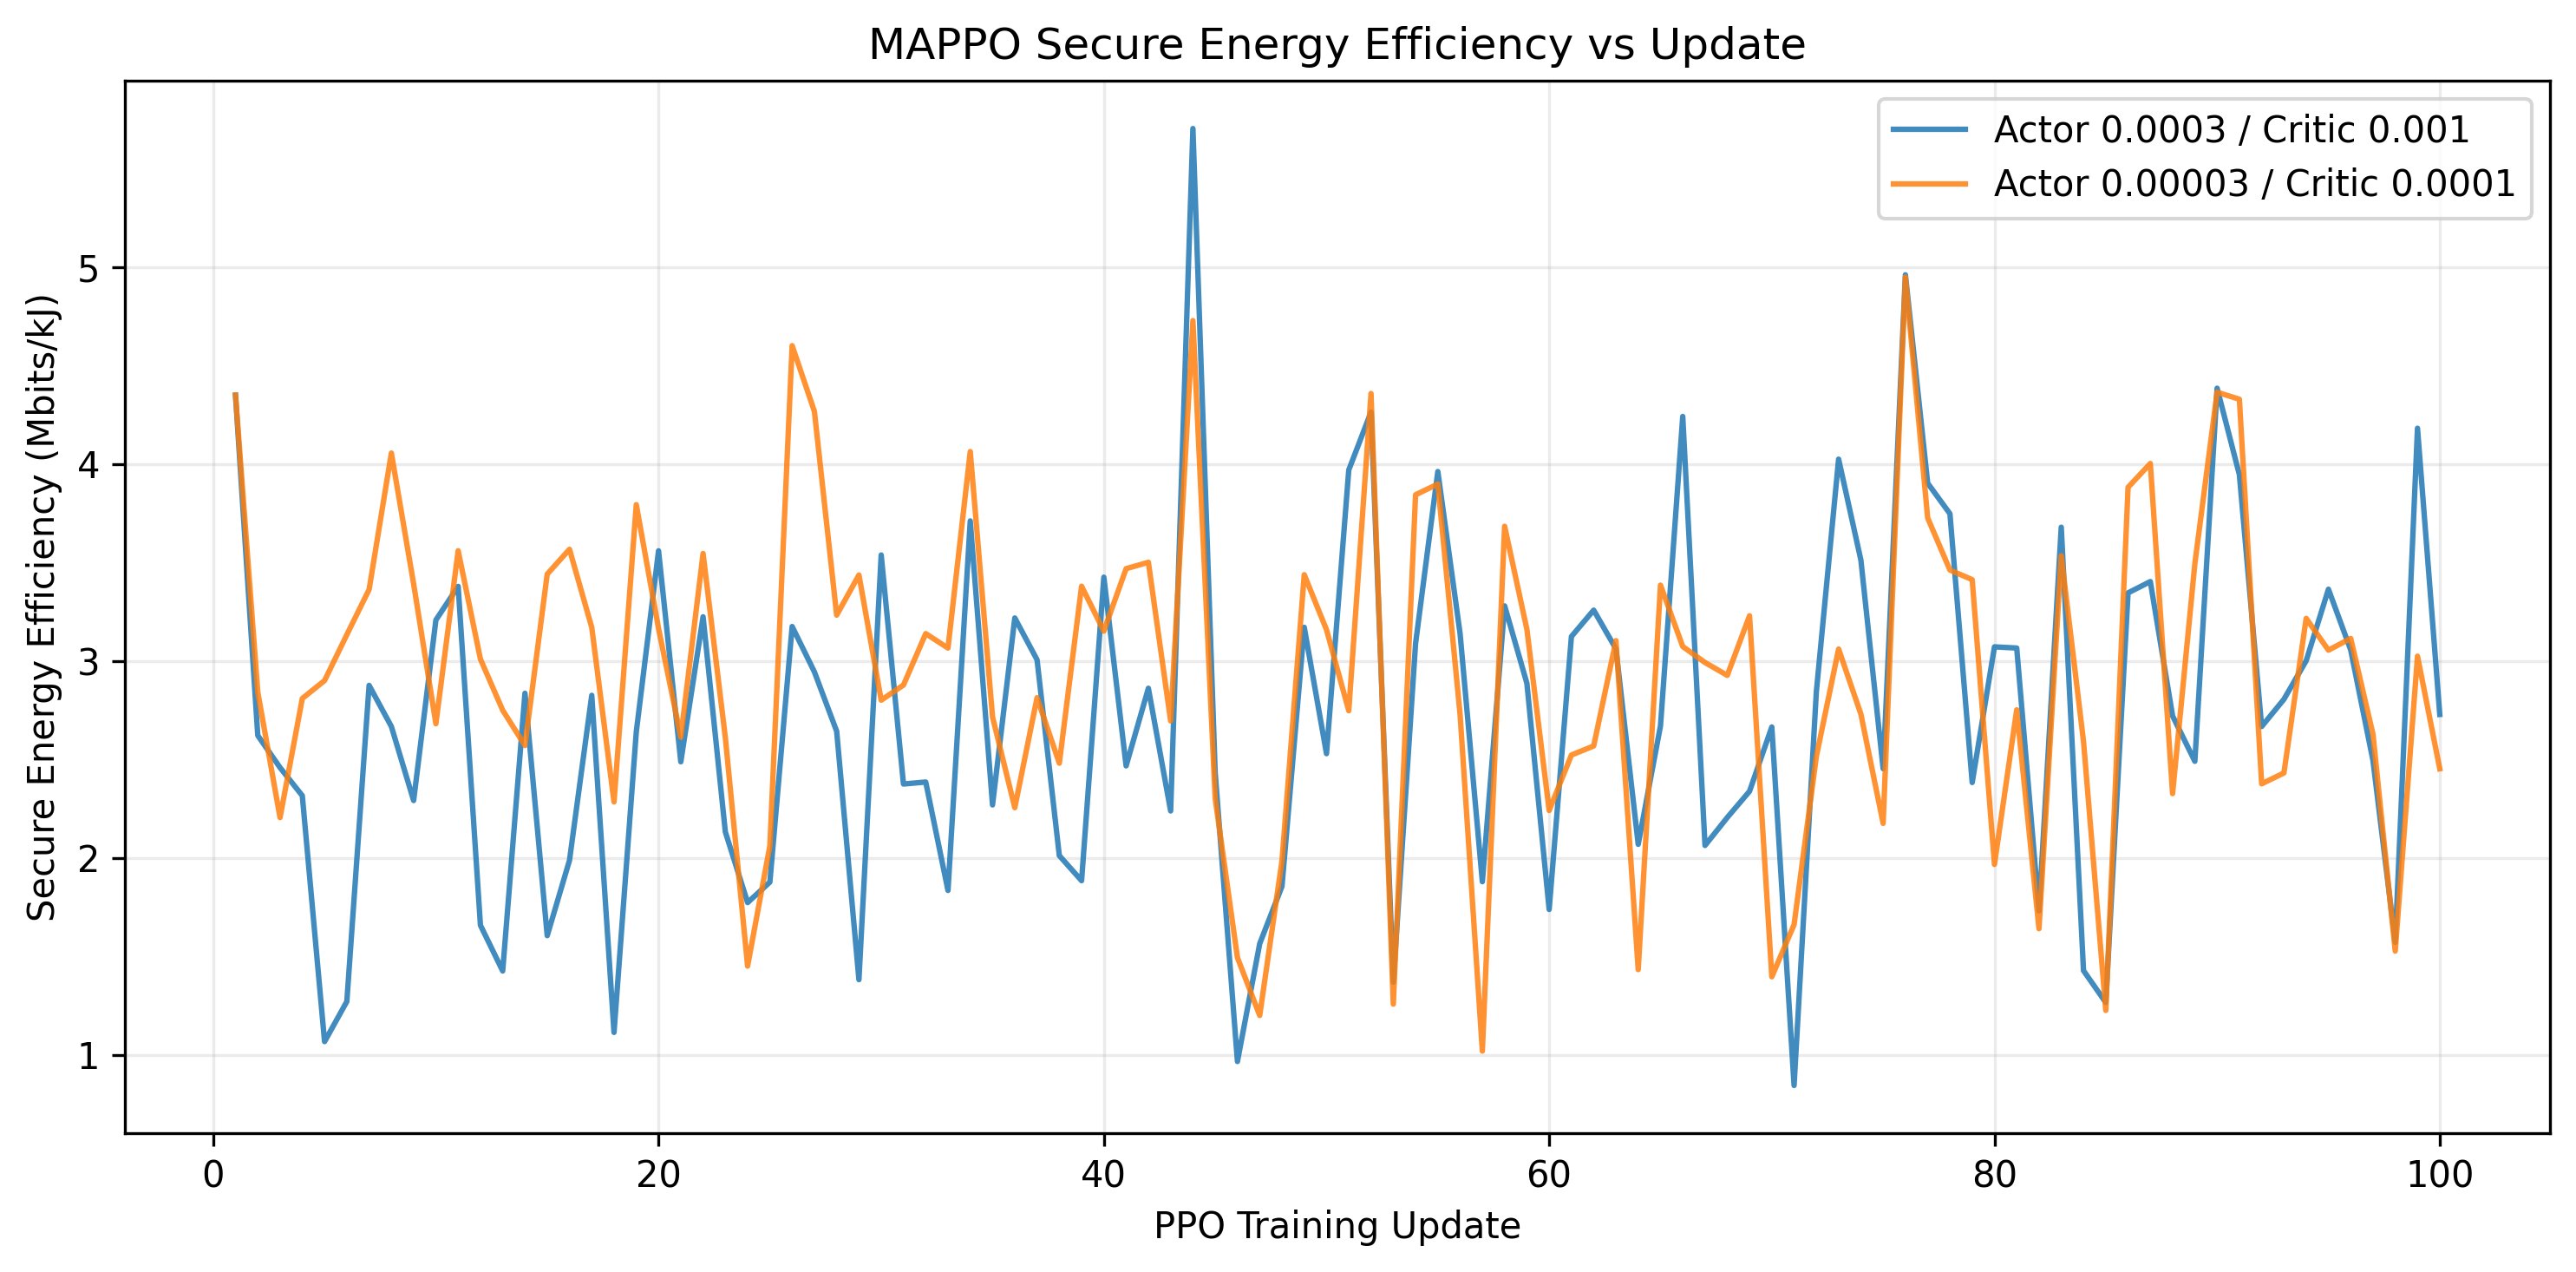 MAPPO Secure Energy Efficiency vs Update
Actor 0.0003 / Critic 0.001
Actor 0.00003 / Critic 0.0001
Secure Energy Efficiency (Mbits/kJ)
5
4
3
2
1
0
20
40
60
80
100
PPO Training Update